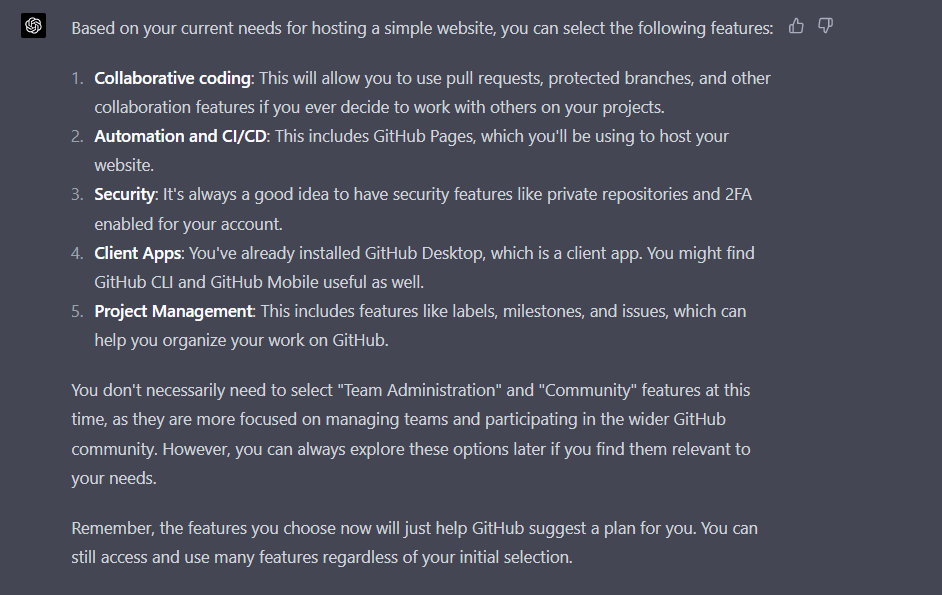 Based on your current needs for hosting a simple website, you can select the following features:
1. Collaborative coding: This will allow you to use pull requests, protected branches, and other
collaboration features if you ever decide to work with others on your projects.
2. Automation and CI/CD: This includes GitHub Pages, which you'll be using to host your
website.
3. Security: It's always a good idea to have security features like private repositories and 2FA
enabled for your account.
4. Client Apps: You've already installed GitHub Desktop, which is a client app. You might find
GitHub CLI and GitHub Mobile useful as well.
5. Project Management: This includes features like labels, milestones, and issues, which can
help you organize your work on GitHub.
You don't necessarily need to select "Team Administration" and "Community" features at this
time, as they are more focused on managing teams and participating in the wider GitHub
community. However, you can always explore these options later if you find them relevant to
your needs.
Remember, the features you choose now will just help GitHub suggest a plan for you. You can
still access and use many features regardless of your initial selection.